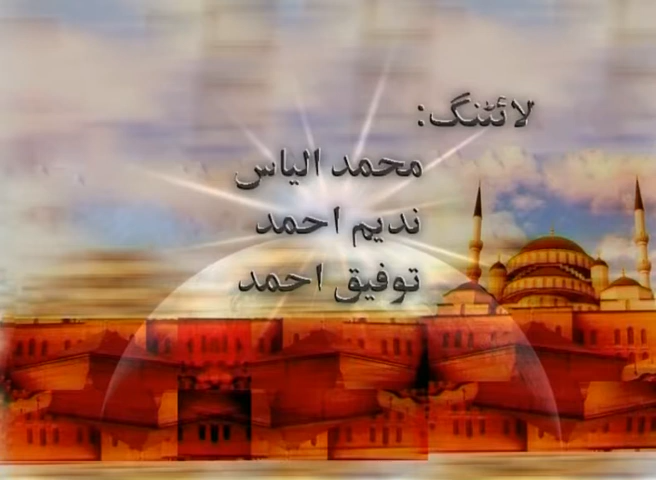 لائٹنگ:
محمد الیاس
ندیم احمد
توفیق احمد